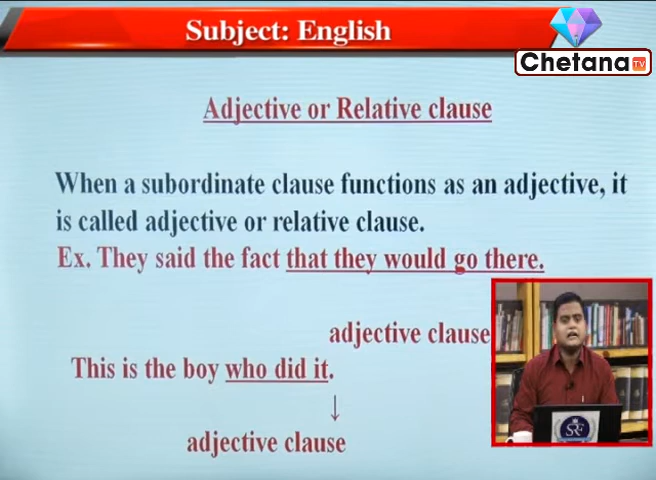 Subject: English
Chetana TV
Adjective or Relative clause
When a subordinate clause functions as an adjective, it
is called adjective or relative clause.
Ex. They said the fact that they would go there.
adjective clause
This is the boy who did it.
↓
adjective clause
SRF